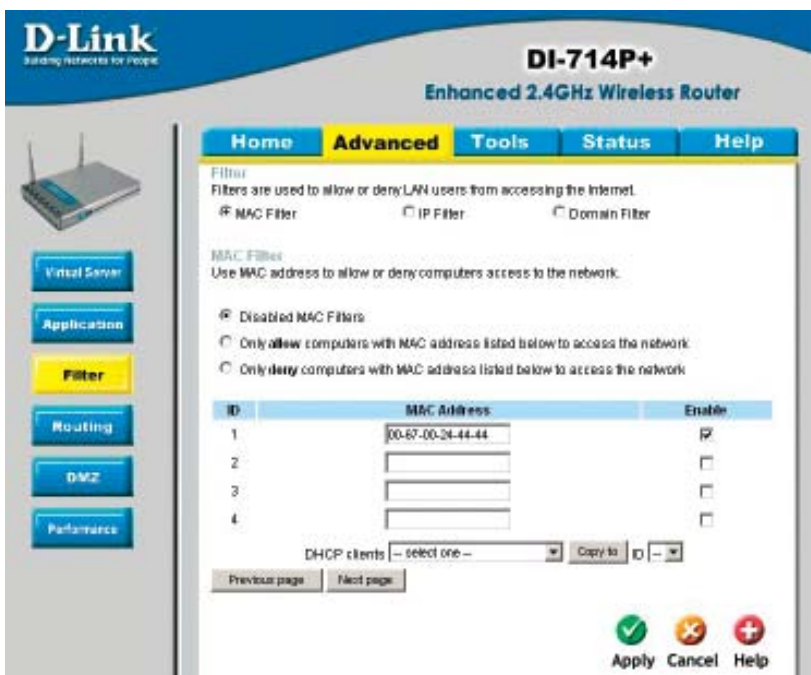 D-Link
Building Networks for People
DI-714P+
Enhanced 2.4GHz Wireless Router
Home Advanced Tools Status Help
Filter
Filters are used to allow or deny LAN users from accessing the Internet.
MAC Filter IP Filter Domain Filter
MAC Filter
Use MAC address to allow or deny computers access to the network.
Disabled MAC Filters
Only allow computers with MAC address listed below to access the network
Only deny computers with MAC address listed below to access the network
ID MAC Address Enable
1 00-67-00-24-44-44
2
3
4
DHCP clients -- select one -- Copy to ID --
Previous page Next page
Apply Cancel Help
Virtual Server
Application
Filter
Routing
DMZ
Performance